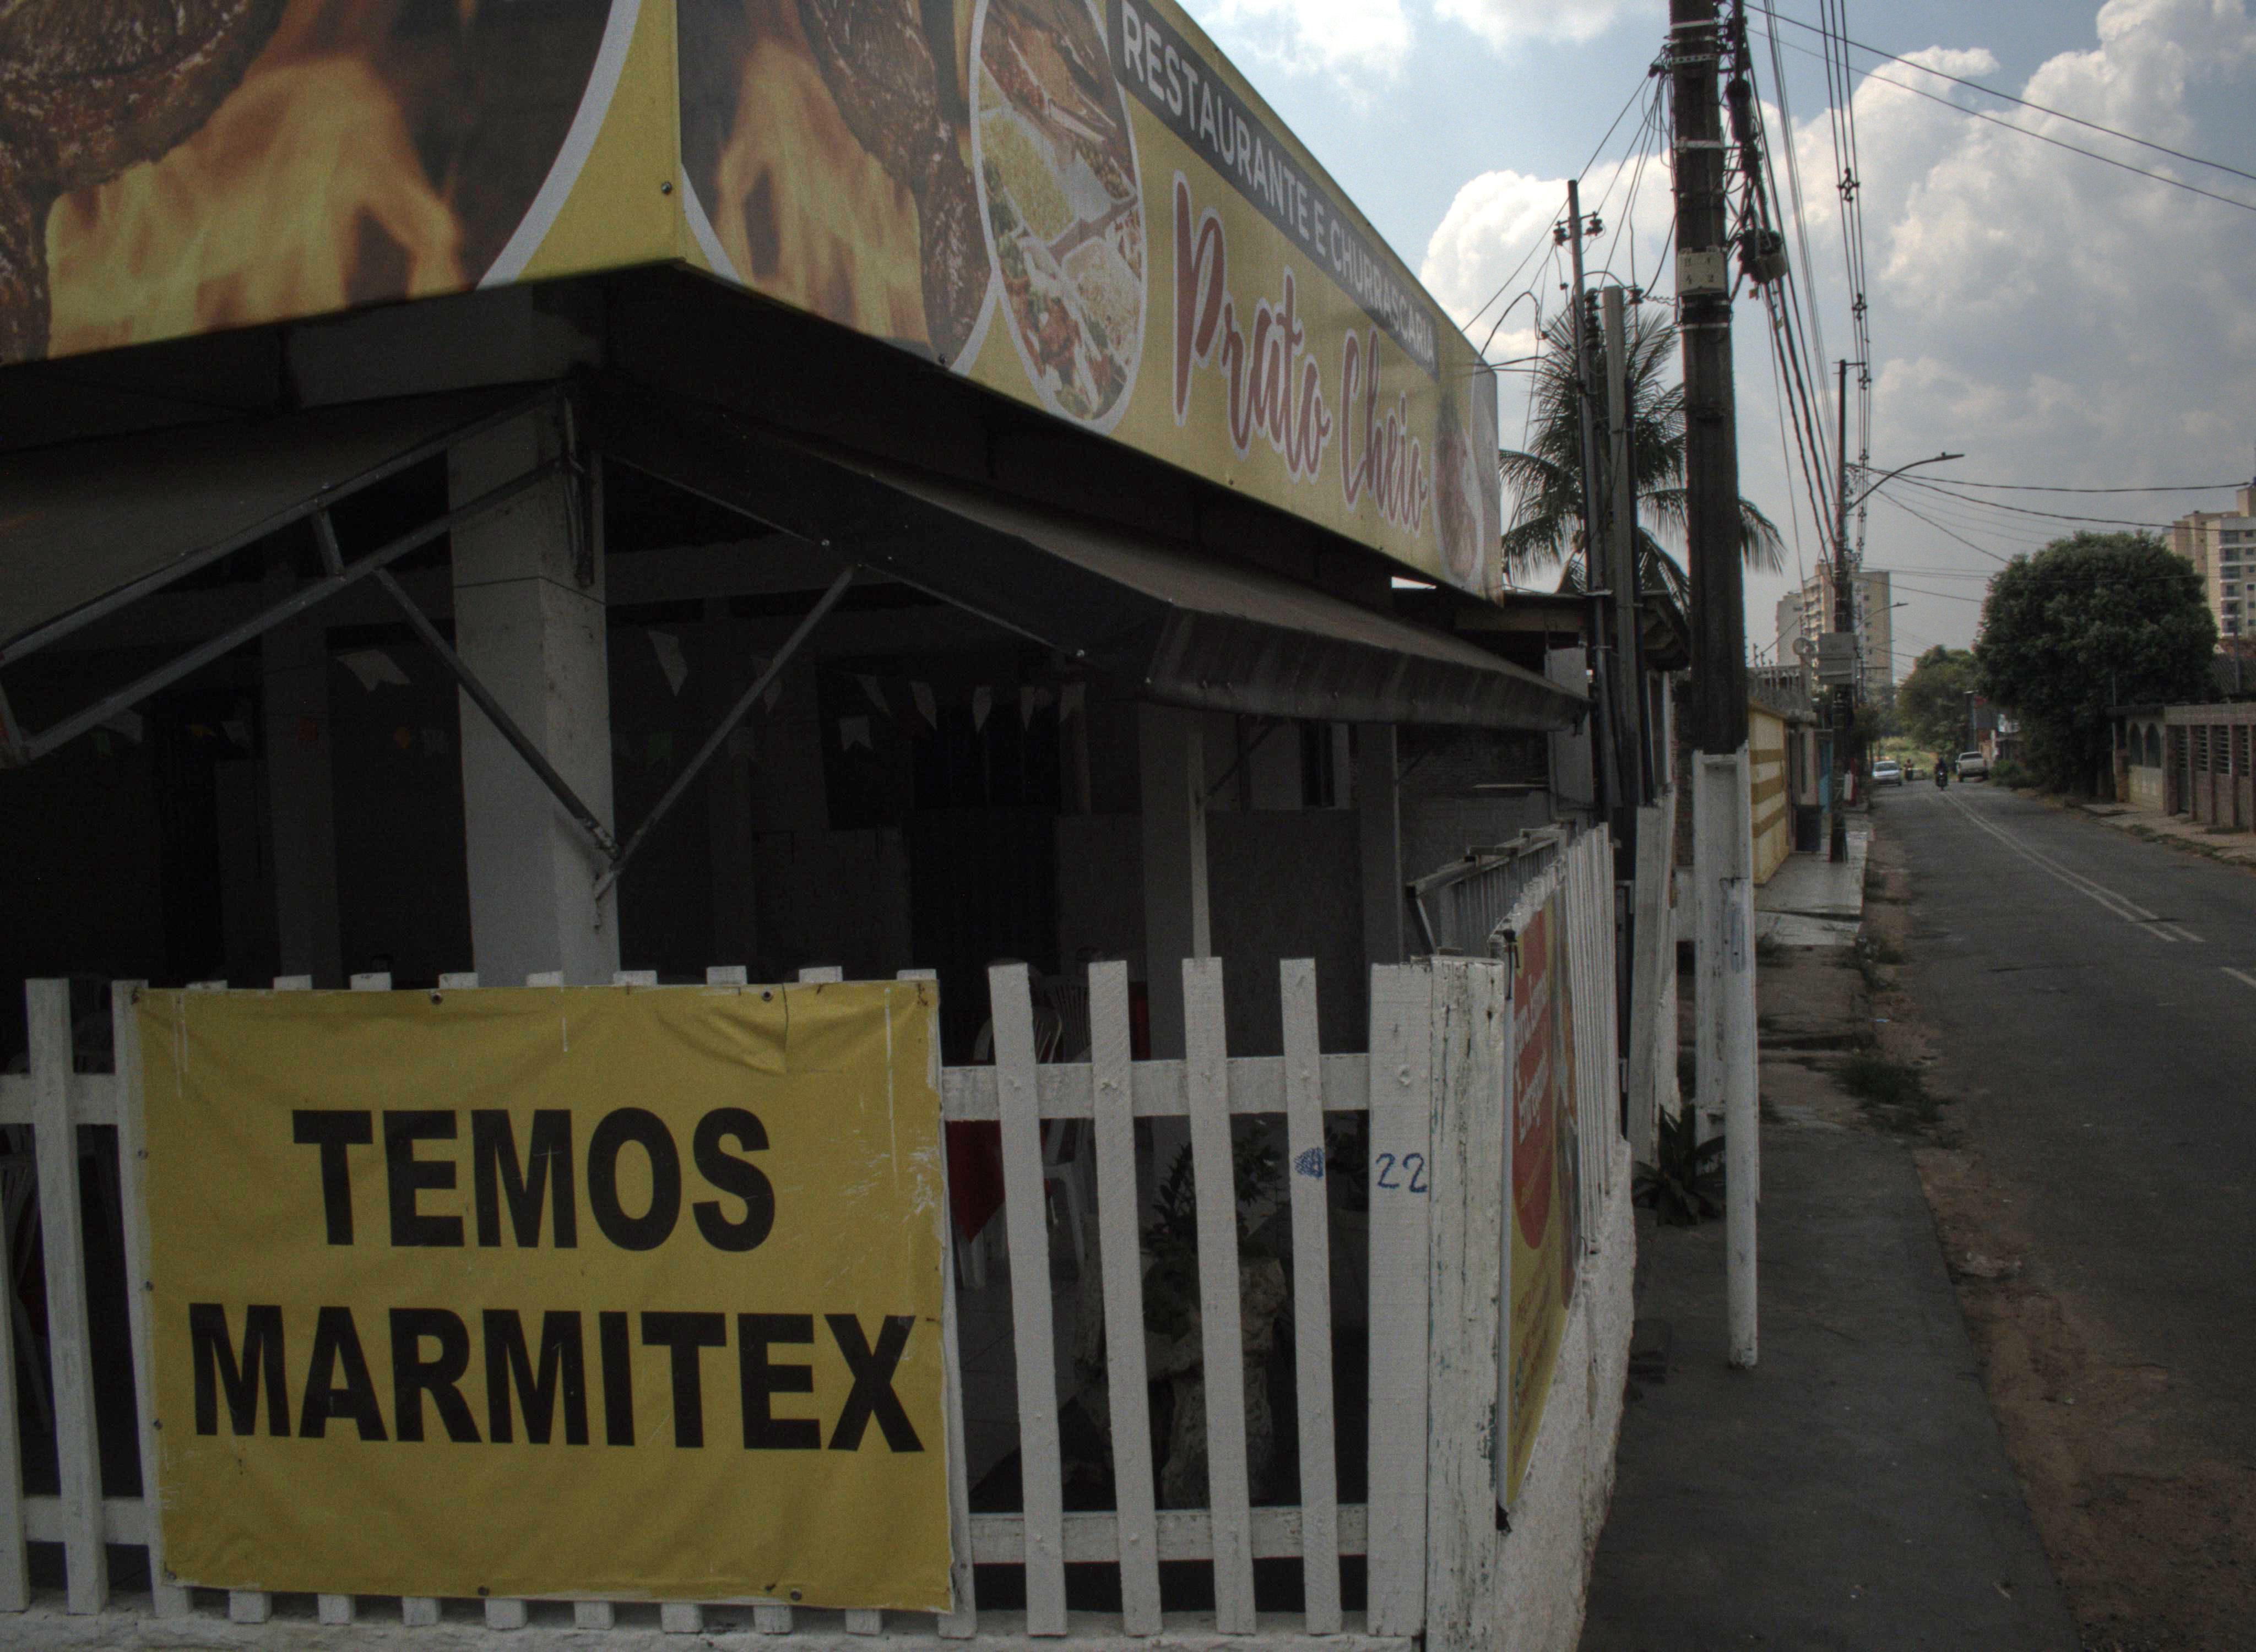 RESTAURANTE E CHURRASCARIA
Prato Cheio
TEMOS
MARMITEX
22